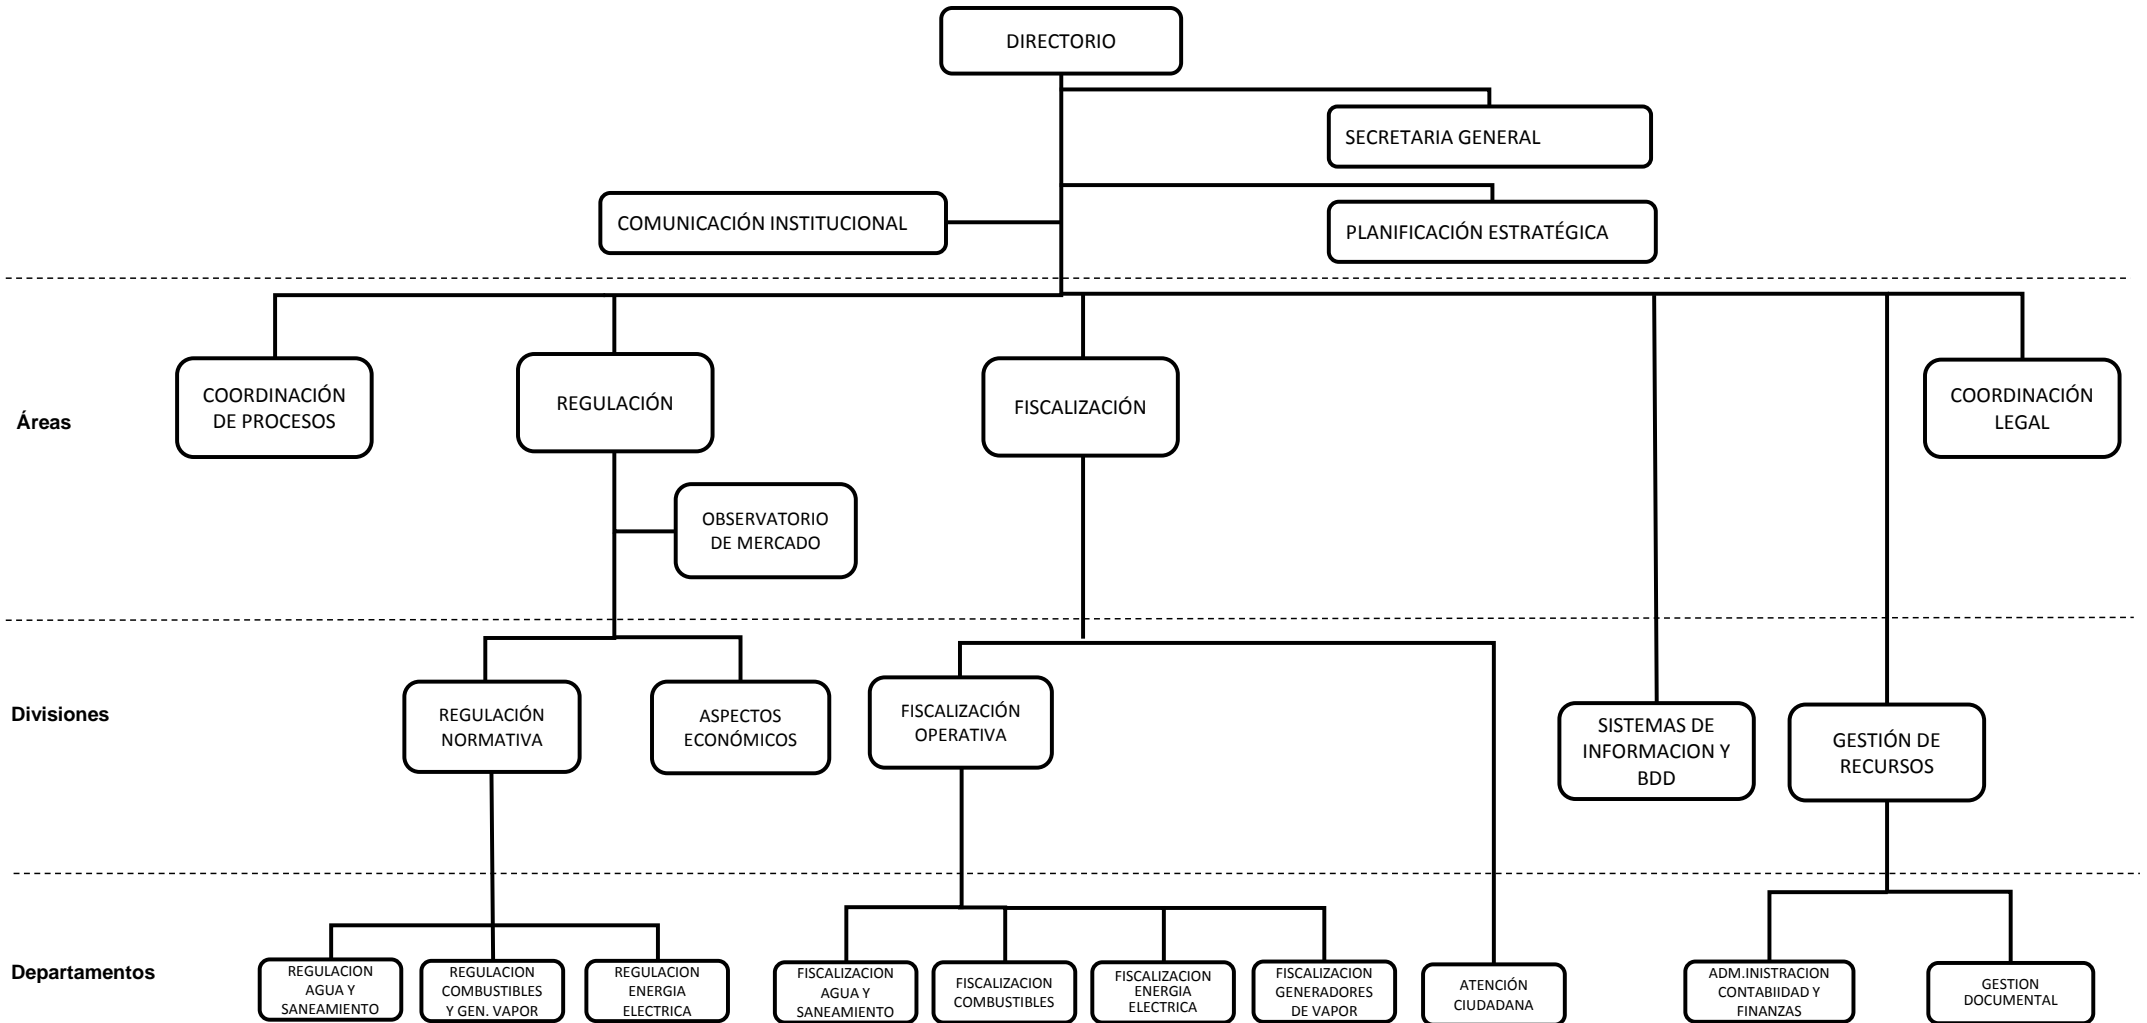 DIRECTORIO
SECRETARIA GENERAL
COMUNICACIÓN INSTITUCIONAL
PLANIFICACIÓN ESTRATÉGICA
Áreas
COORDINACIÓN
DE PROCESOS
REGULACIÓN
FISCALIZACIÓN
COORDINACIÓN
LEGAL
OBSERVATORIO
DE MERCADO
Divisiones
REGULACIÓN
NORMATIVA
ASPECTOS
ECONÓMICOS
FISCALIZACIÓN
OPERATIVA
SISTEMAS DE
INFORMACION Y
BDD
GESTIÓN DE
RECURSOS
Departamentos
REGULACION
AGUA Y
SANEAMIENTO
REGULACION
COMBUSTIBLES
Y GEN. VAPOR
REGULACION
ENERGIA
ELECTRICA
FISCALIZACION
AGUA Y
SANEAMIENTO
FISCALIZACION
COMBUSTIBLES
FISCALIZACION
ENERGIA
ELECTRICA
FISCALIZACION
GENERADORES
DE VAPOR
ATENCIÓN
CIUDADANA
ADM.INISTRACION
CONTABIIDAD Y
FINANZAS
GESTION
DOCUMENTAL